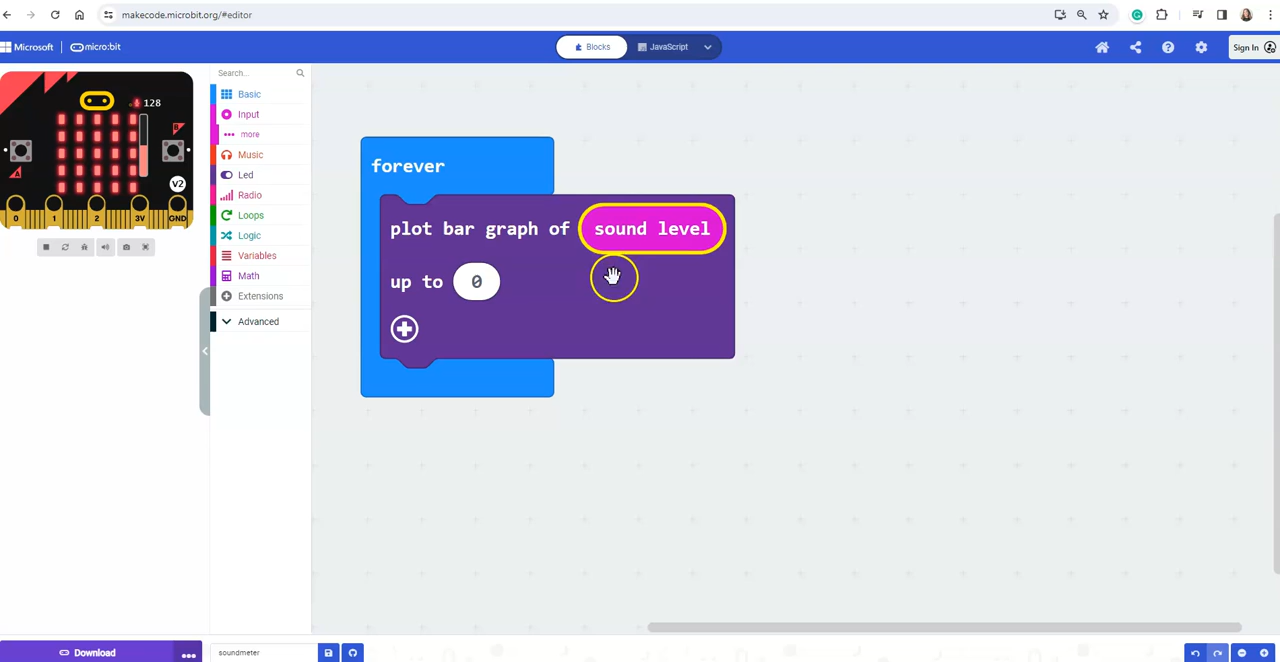 makecode.microbit.org/#editor
Microsoft
micro:bit
Blocks
JavaScript
Sign In
128
B
A
V2
0
1
2
3V
GND
Search...
Basic
Input
more
Music
Led
Radio
Loops
Logic
Variables
Math
Extensions
Advanced
forever
plot bar graph of sound level
up to 0
Download
soundmeter